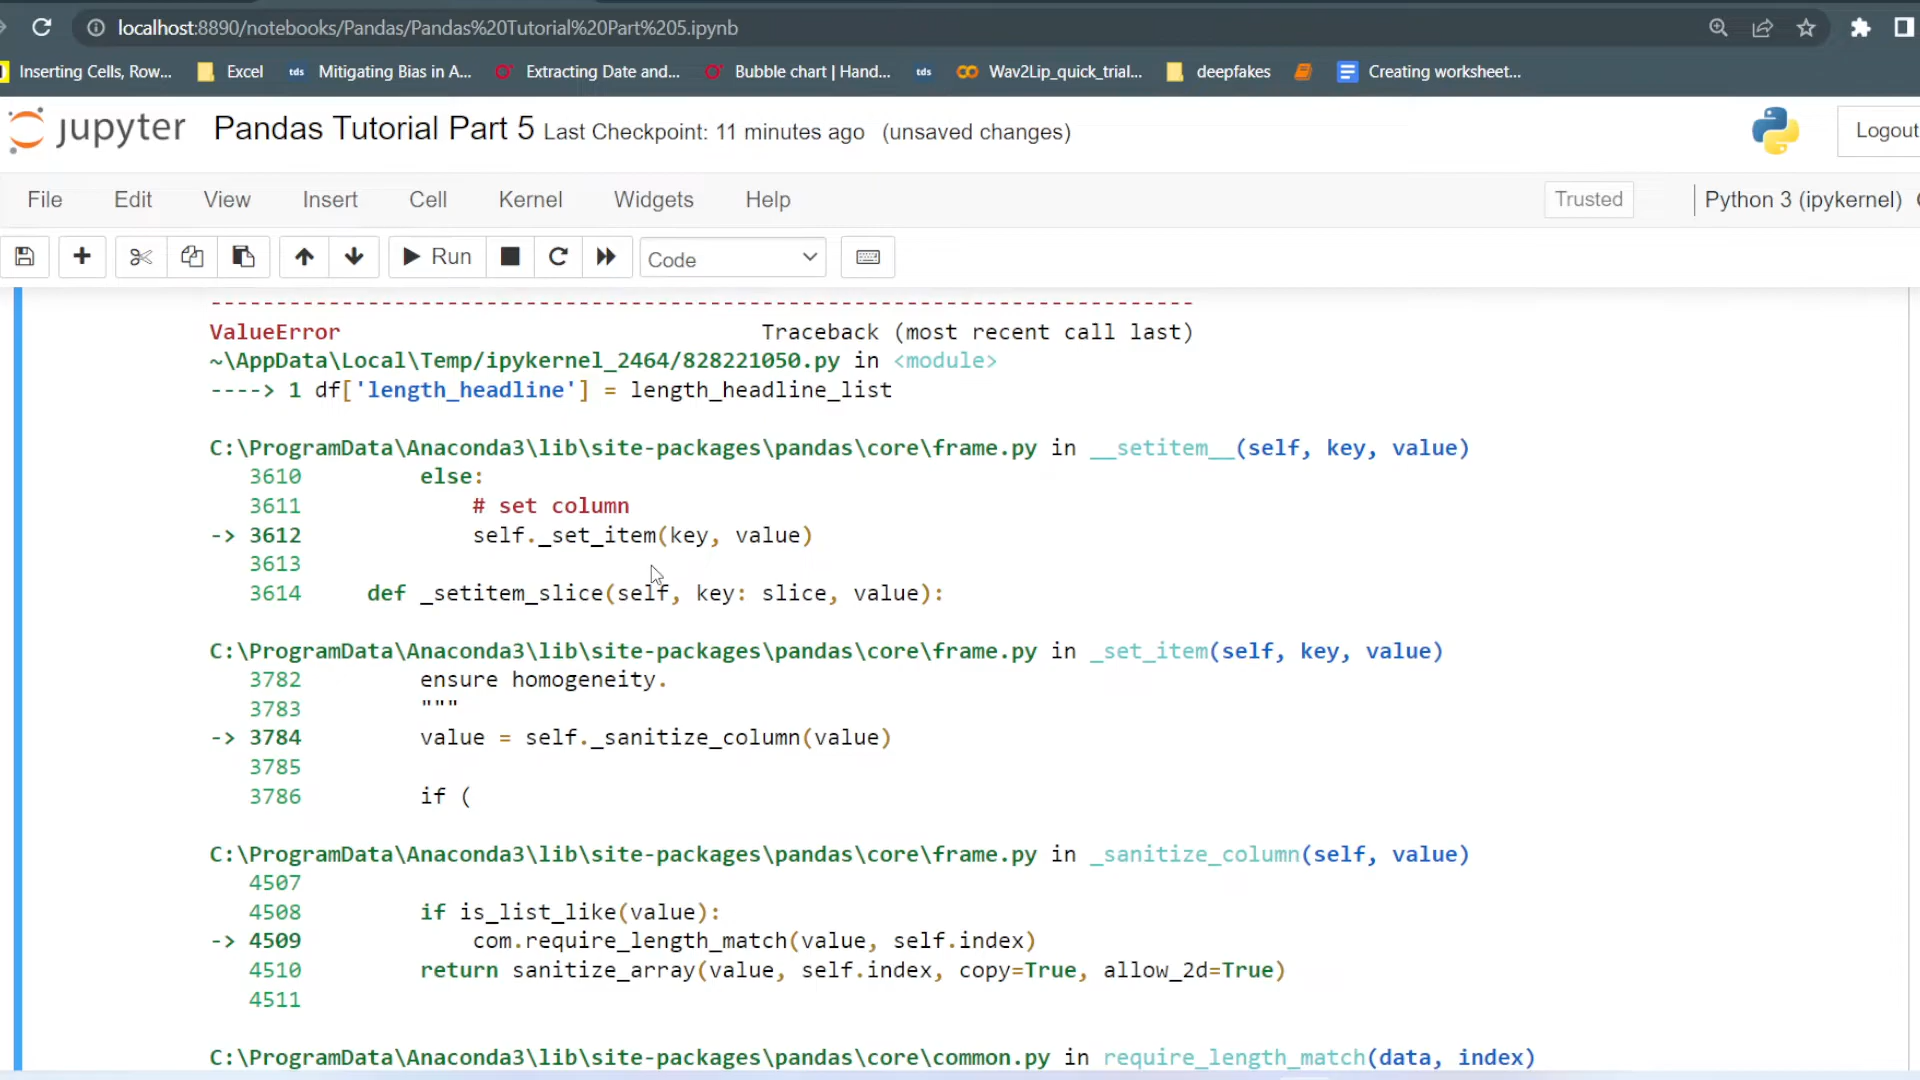 localhost:8890/notebooks/Pandas/Pandas%20Tutorial%20Part%205.ipynb
Inserting Cells, Row... Excel tds Mitigating Bias in A... Extracting Date and... Bubble chart | Hand... tds Wav2Lip_quick_trial... deepfakes Creating worksheet...
jupyter Pandas Tutorial Part 5 Last Checkpoint: 11 minutes ago (unsaved changes) Logout
File Edit View Insert Cell Kernel Widgets Help Trusted Python 3 (ipykernel)
Run Code
---------------------------------------------------------------------------
ValueError Traceback (most recent call last)
~\AppData\Local\Temp/ipykernel_2464/828221050.py in <module>
----> 1 df['length_headline'] = length_headline_list
C:\ProgramData\Anaconda3\lib\site-packages\pandas\core\frame.py in __setitem__(self, key, value)
3610 else:
3611 # set column
-> 3612 self._set_item(key, value)
3613
3614 def _setitem_slice(self, key: slice, value):
C:\ProgramData\Anaconda3\lib\site-packages\pandas\core\frame.py in _set_item(self, key, value)
3782 ensure homogeneity.
3783 """
-> 3784 value = self._sanitize_column(value)
3785
3786 if (
C:\ProgramData\Anaconda3\lib\site-packages\pandas\core\frame.py in _sanitize_column(self, value)
4507
4508 if is_list_like(value):
-> 4509 com.require_length_match(value, self.index)
4510 return sanitize_array(value, self.index, copy=True, allow_2d=True)
4511
C:\ProgramData\Anaconda3\lib\site-packages\pandas\core\common.py in require_length_match(data, index)